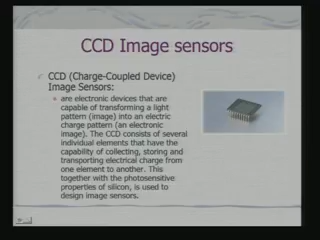 CCD Image sensors
CCD (Charge-Coupled Device)
Image Sensors:
are electronic devices that are
capable of transforming a light
pattern (image) into an electric
charge pattern (an electronic
image). The CCD consists of several
individual elements that have the
capability of collecting, storing and
transporting electrical charge from
one element to another. This
together with the photosensitive
properties of silicon, is used to
design image sensors.